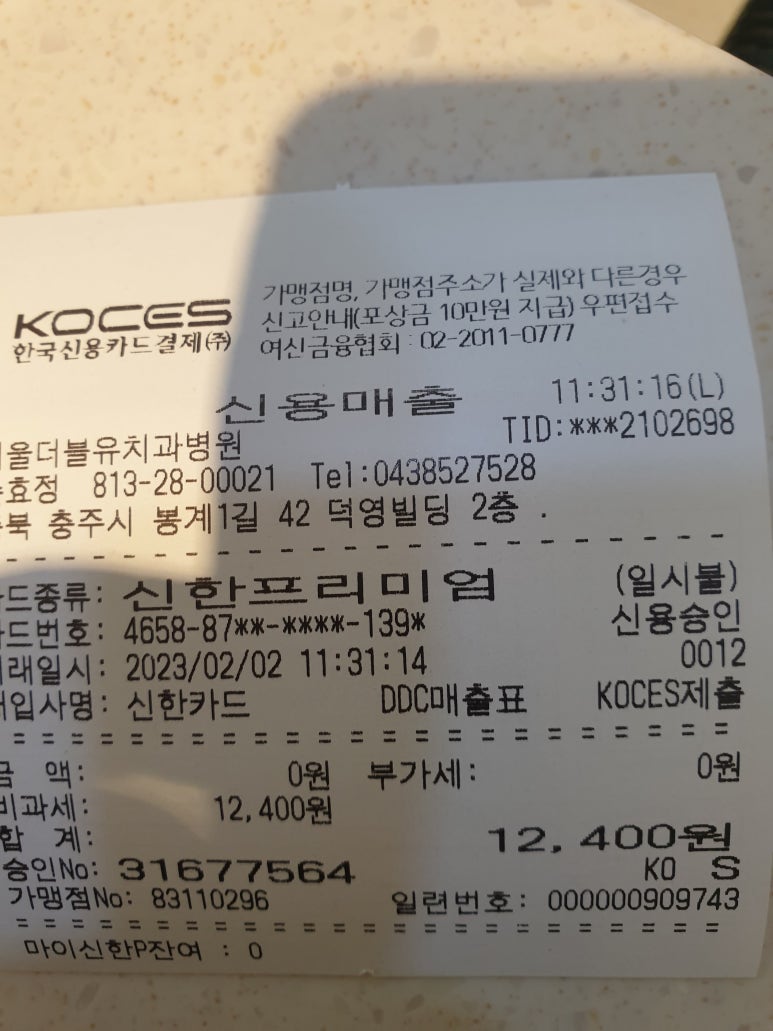 KOCES
한국신용카드결제(주)
가맹점명, 가맹점주소가 실제와 다른경우
신고안내(포상금 10만원 지급) 우편접수
여신금융협회 : 02-2011-0777
신용매출 11:31:16(L)
TID:***2102698
울더블유치과병원
효정 813-28-00021 Tel:0438527528
북 충주시 봉계1길 42 덕영빌딩 2층 .
드종류: 신한프리미엄 (일시불)
드번호: 4658-87**-****-139* 신용승인
래일시: 2023/02/02 11:31:14 0012
입사명: 신한카드 DDC매출표 KOCES제출
금 액: 0원 부가세: 0원
비과세: 12,400원
합 계: 12,400원
승인No: 31677564 KO S
가맹점No: 83110296 일련번호: 000000909743
마이신한P잔여 : 0